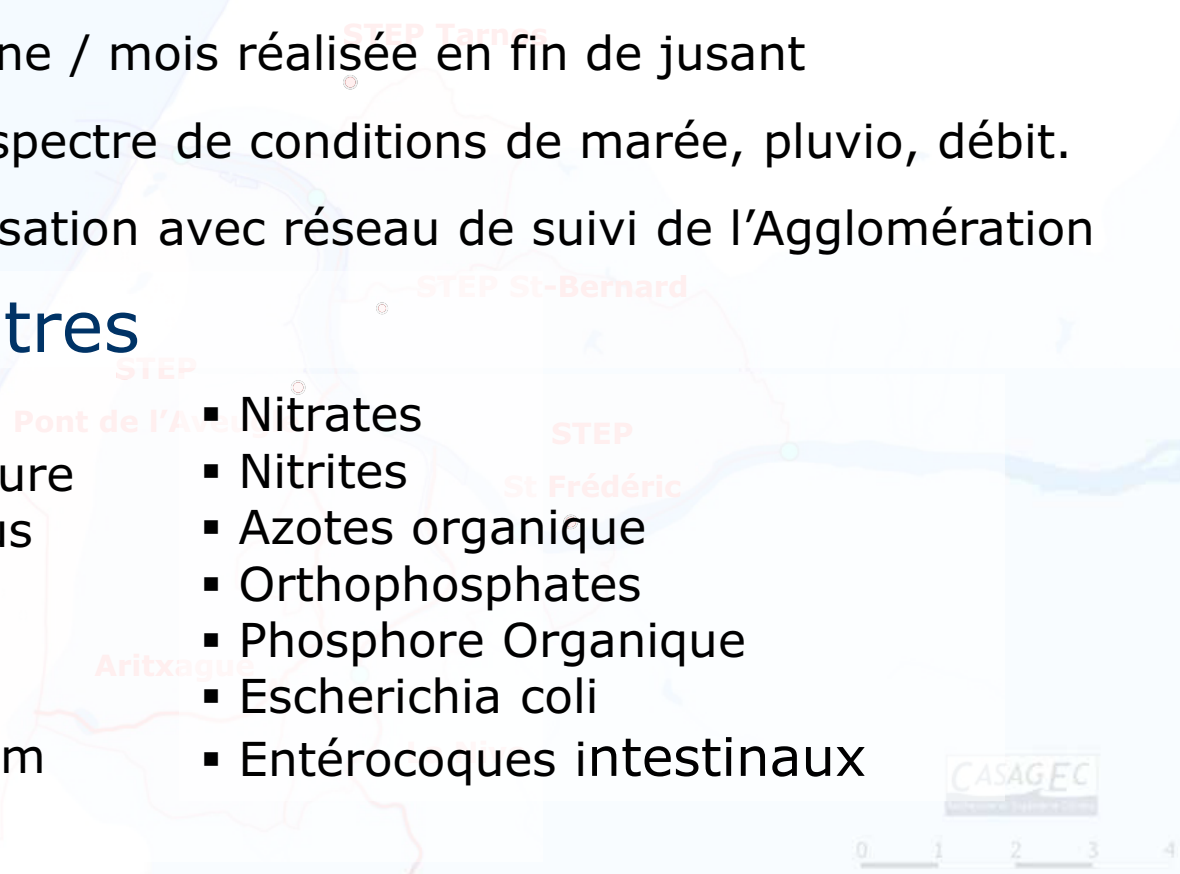 STEP Tarnos
ne / mois réalisée en fin de jusant
spectre de conditions de marée, pluvio, débit.
sation avec réseau de suivi de l’Agglomération
STEP St-Bernard
tres
STEP
Pont de l’Aveugle
STEP
St Frédéric
ure
us
m
▪ Nitrates
▪ Nitrites
▪ Azotes organique
▪ Orthophosphates
▪ Phosphore Organique
▪ Escherichia coli
▪ Entérocoques intestinaux
Aritxague
CASAGEC
0 1 2 3 4